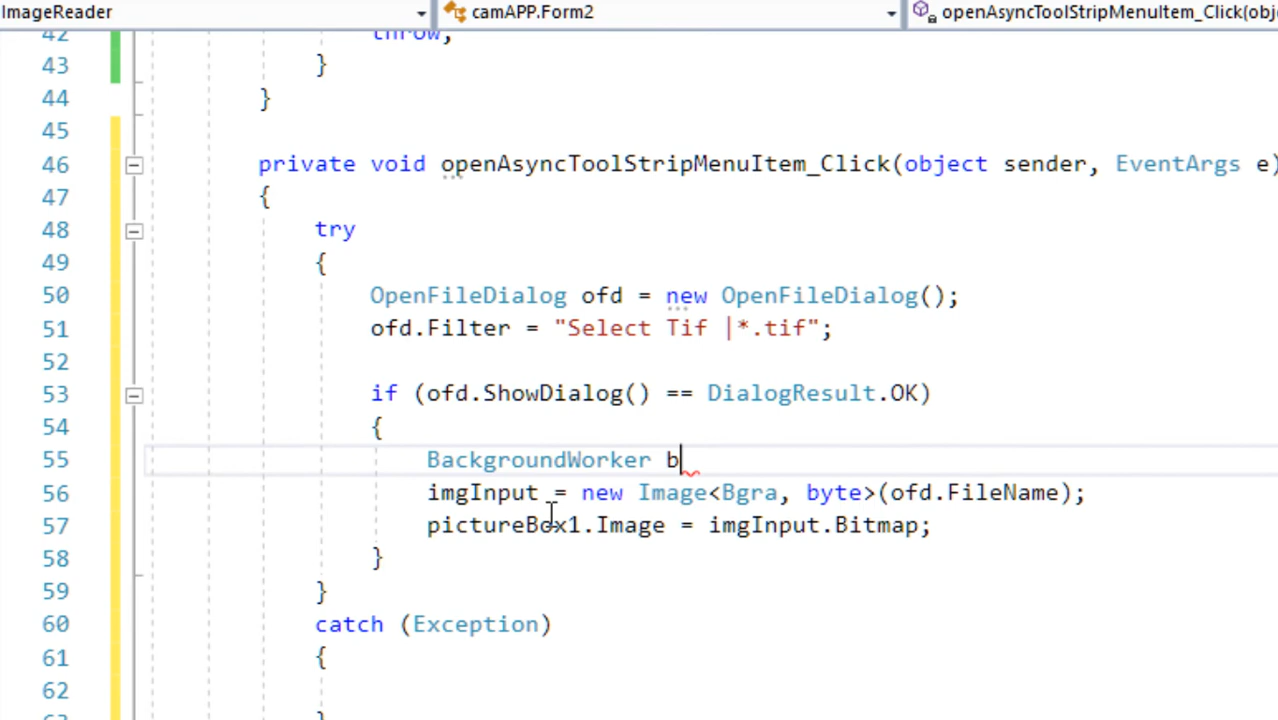 ImageReader camAPP.Form2 openAsyncToolStripMenuItem_Click(obj
42 throw;
43 }
44 }
45
46 private void openAsyncToolStripMenuItem_Click(object sender, EventArgs e)
47 {
48 try
49 {
50 OpenFileDialog ofd = new OpenFileDialog();
51 ofd.Filter = "Select Tif |*.tif";
52
53 if (ofd.ShowDialog() == DialogResult.OK)
54 {
55 BackgroundWorker b
56 imgInput = new Image<Bgra, byte>(ofd.FileName);
57 pictureBox1.Image = imgInput.Bitmap;
58 }
59 }
60 catch (Exception)
61 {
62